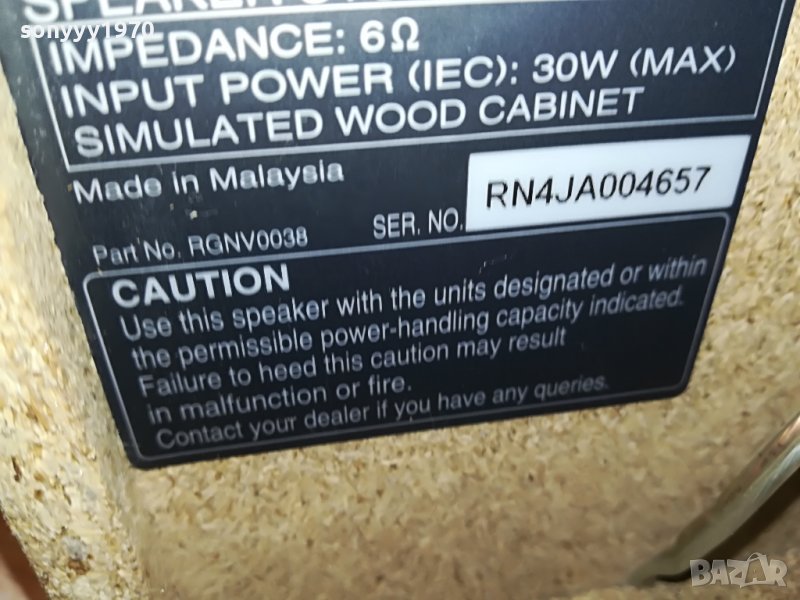 sonyyy1970
SPEAKER
IMPEDANCE: 6Ω
INPUT POWER (IEC): 30W (MAX)
SIMULATED WOOD CABINET
Made in Malaysia
Part No. RGNV0038
SER. NO. RN4JA004657
CAUTION
Use this speaker with the units designated or within
the permissible power-handling capacity indicated.
Failure to heed this caution may result
in malfunction or fire.
Contact your dealer if you have any queries.
BAZAR